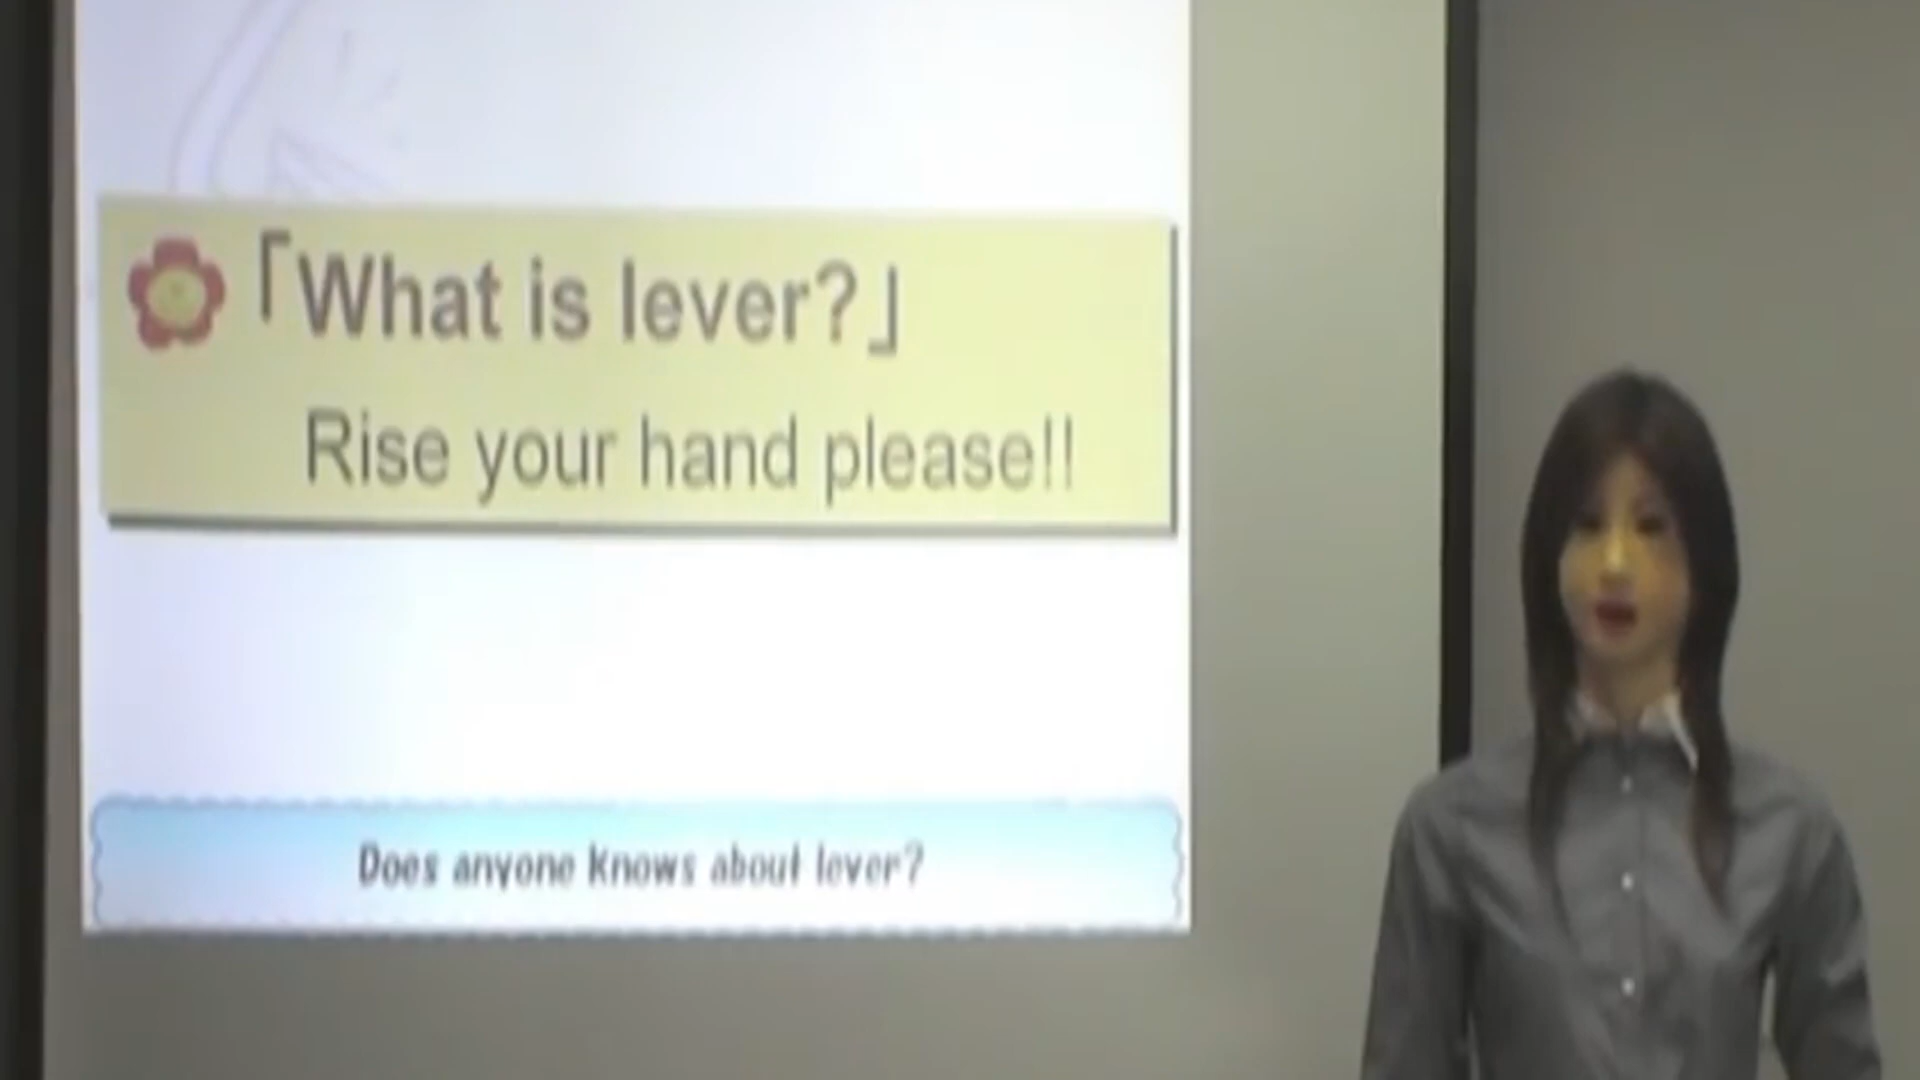 「What is lever?」
Rise your hand please!!
Does anyone knows about lever?